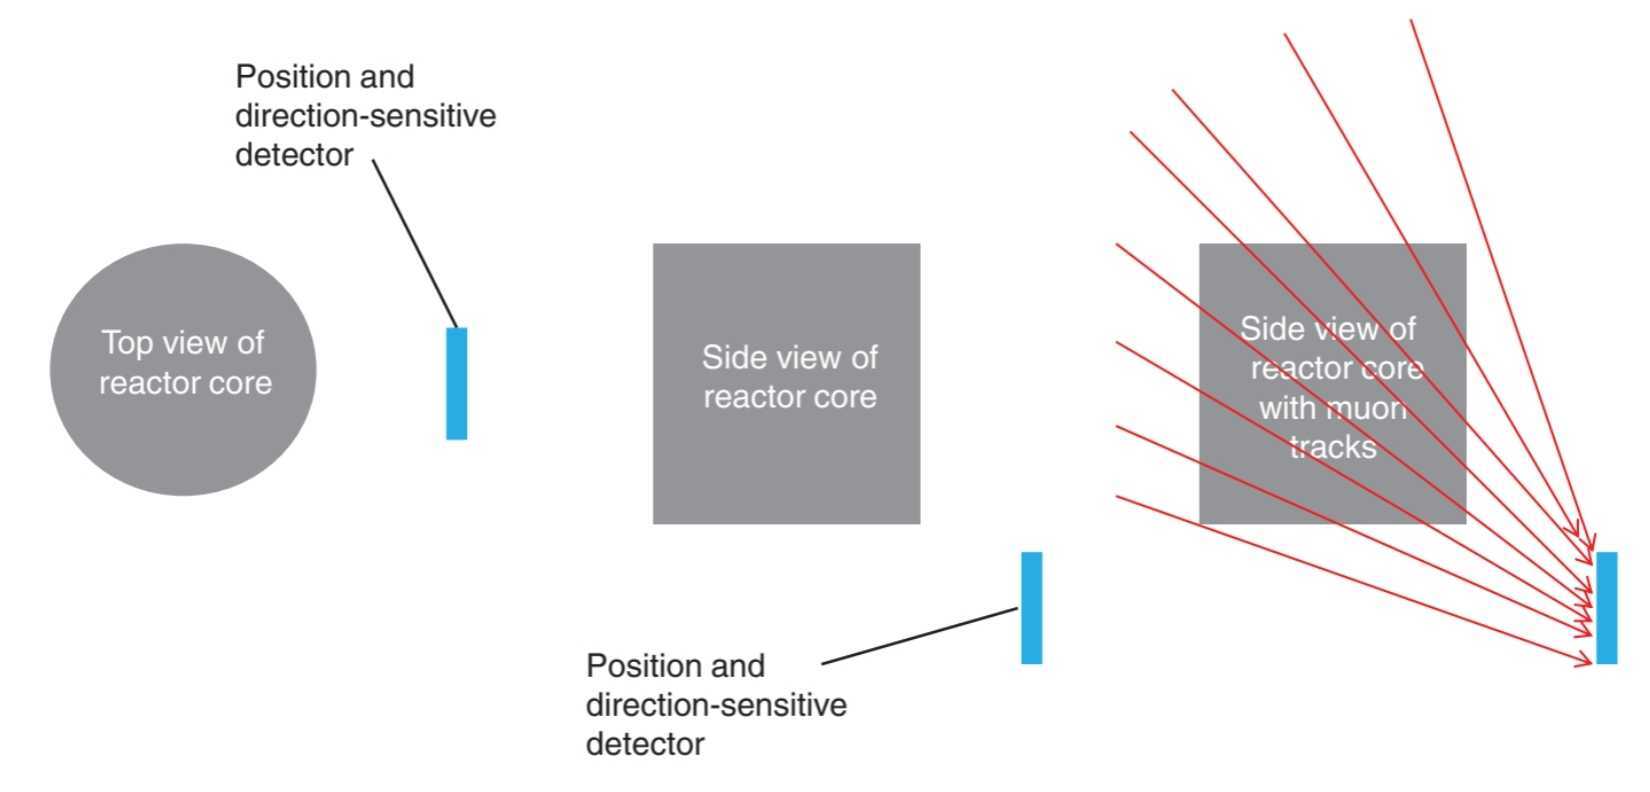 Position and
direction-sensitive
detector
Top view of
reactor core
Side view of
reactor core
Position and
direction-sensitive
detector
Side view of
reactor core
with muon
tracks